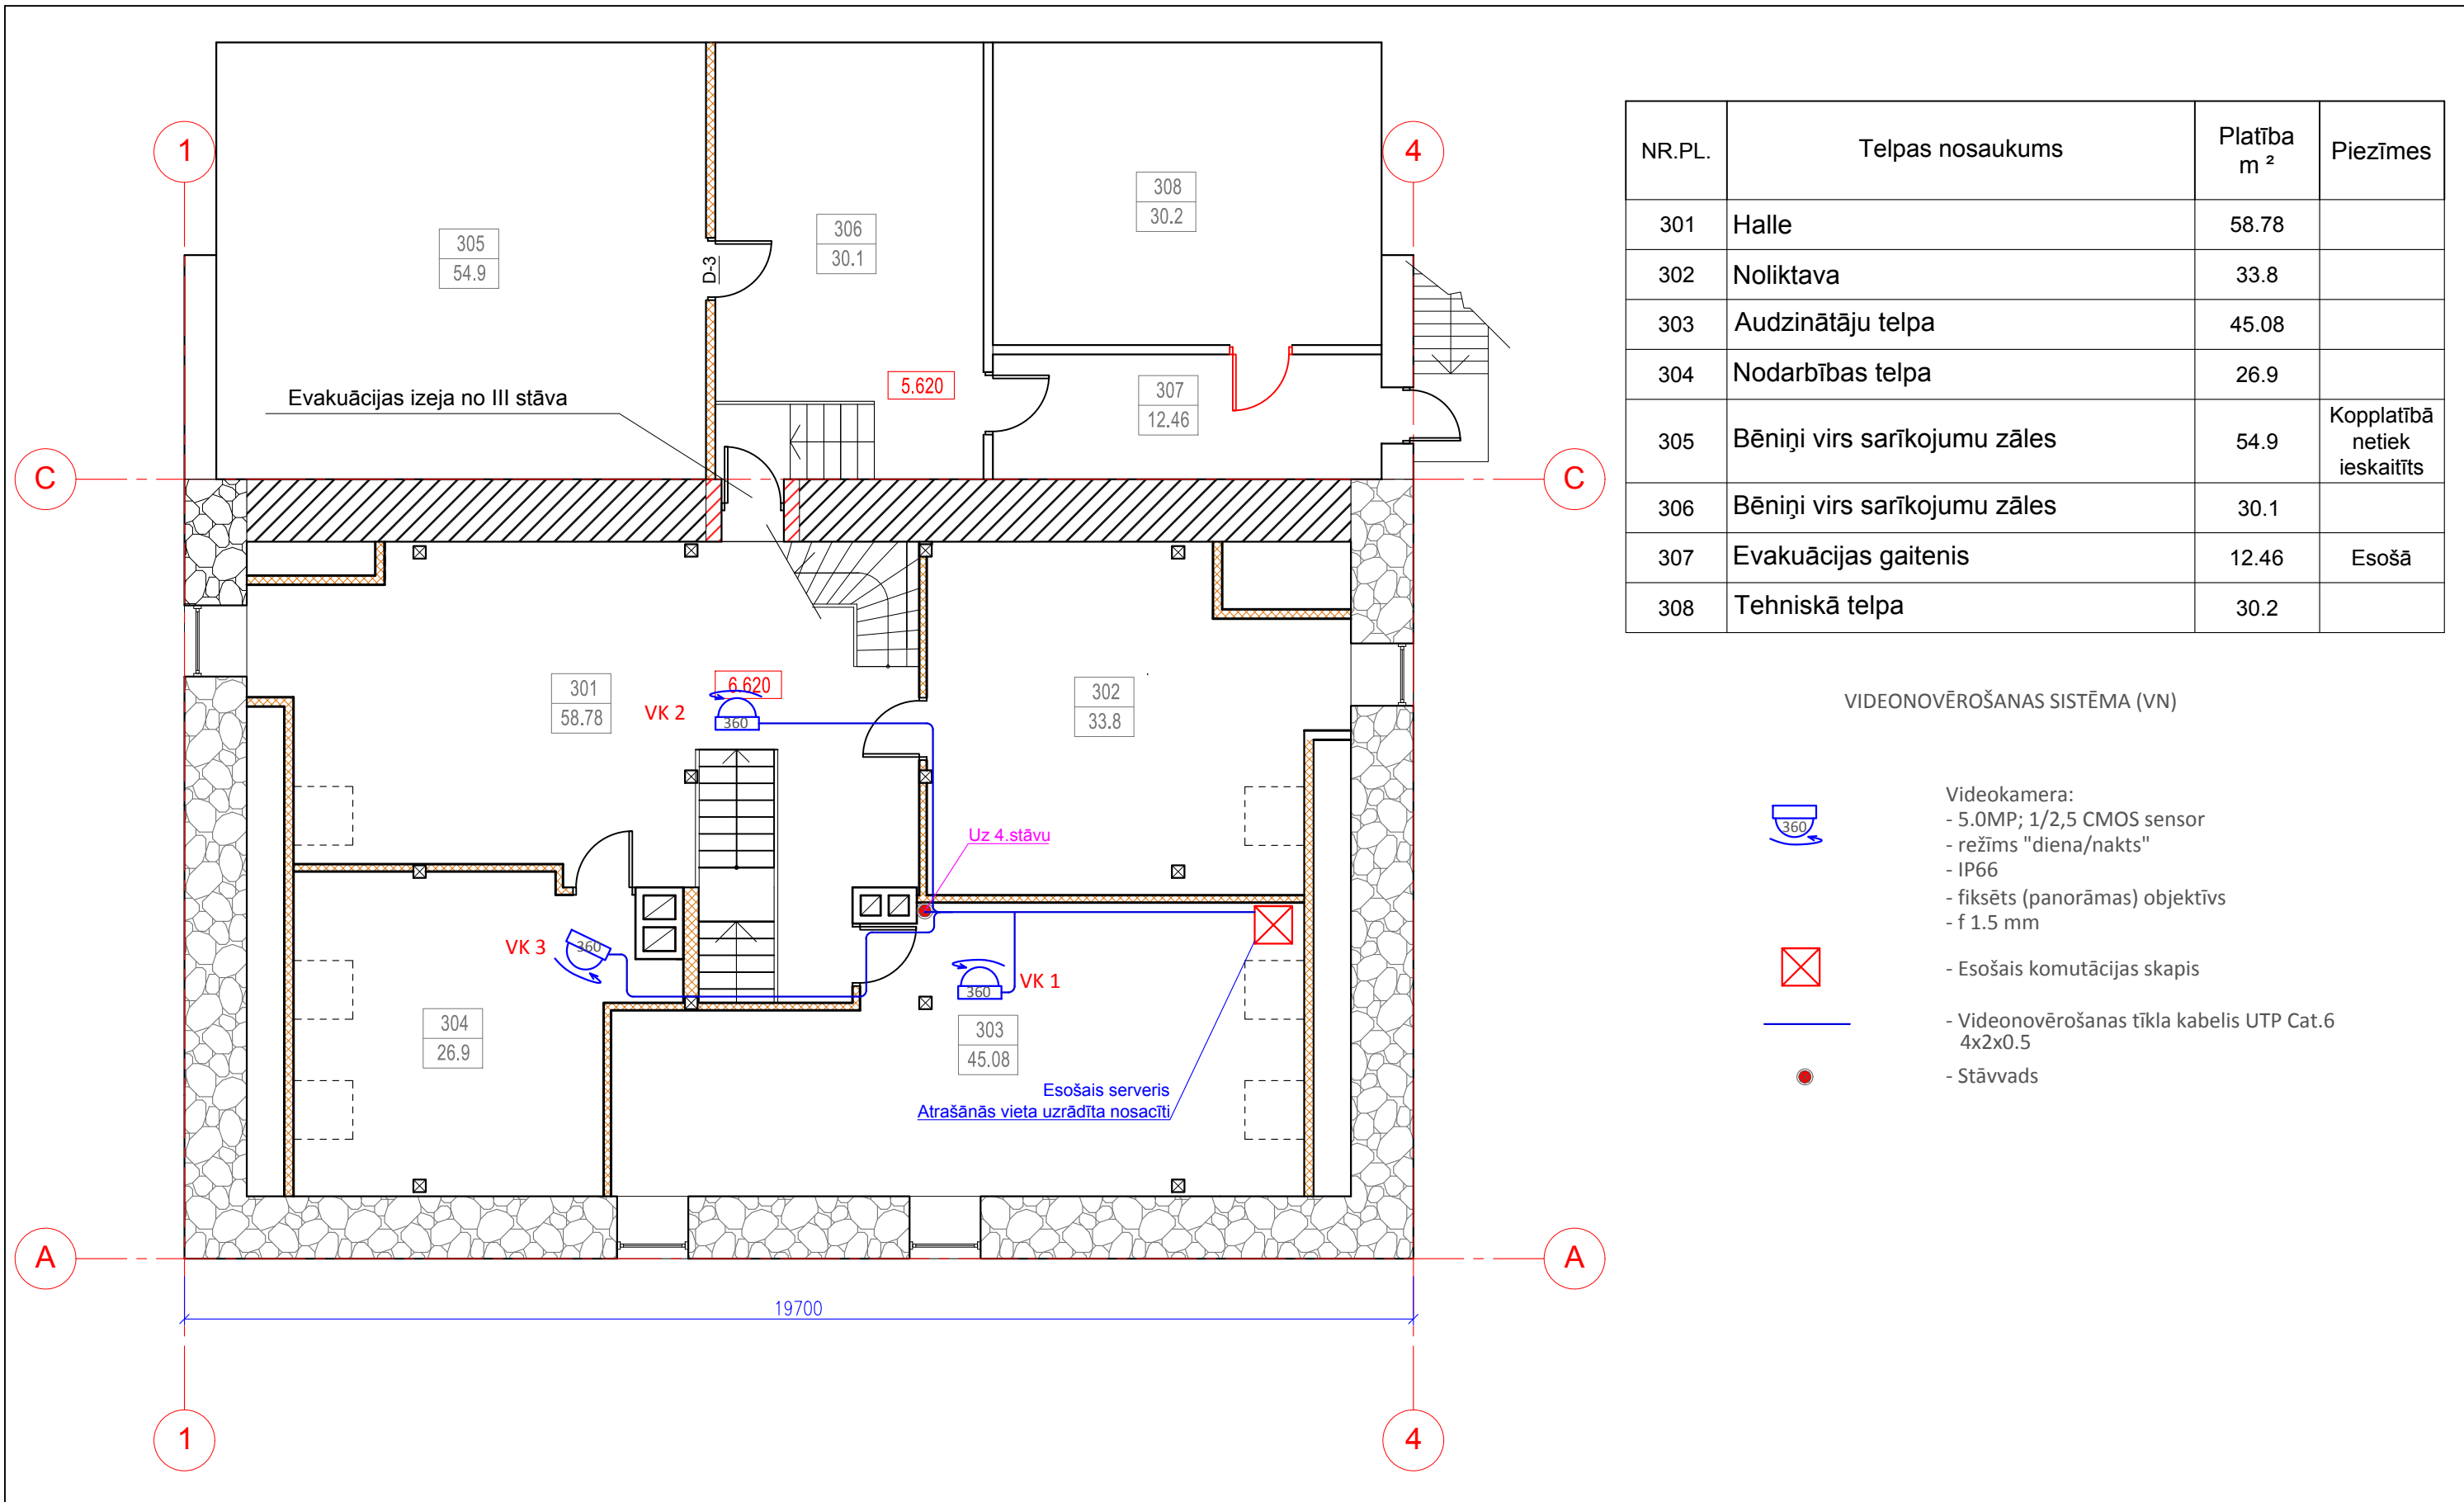 1
4
305
54.9
D-3
306
30.1
308
30.2
5.620
307
12.46
Evakuācijas izeja no III stāva
C
C
301
58.78
6.620
VK 2
360
302
33.8
Uz 4.stāvu
VK 3
360
360
VK 1
304
26.9
303
45.08
Esošais serveris
Atrašānās vieta uzrādīta nosacīti
A
A
19700
1
4
NR.PL. Telpas nosaukums Platība m ² Piezīmes
301 Halle 58.78
302 Noliktava 33.8
303 Audzinātāju telpa 45.08
304 Nodarbības telpa 26.9
305 Bēniņi virs sarīkojumu zāles 54.9 Kopplatībā netiek ieskaitīts
306 Bēniņi virs sarīkojumu zāles 30.1
307 Evakuācijas gaitenis 12.46 Esošā
308 Tehniskā telpa 30.2
VIDEONOVĒROŠANAS SISTĒMA (VN)
360
Videokamera:
- 5.0MP; 1/2,5 CMOS sensor
- režīms "diena/nakts"
- IP66
- fiksēts (panorāmas) objektīvs
- f 1.5 mm
- Esošais komutācijas skapis
- Videonovērošanas tīkla kabelis UTP Cat.6
4x2x0.5
- Stāvvads